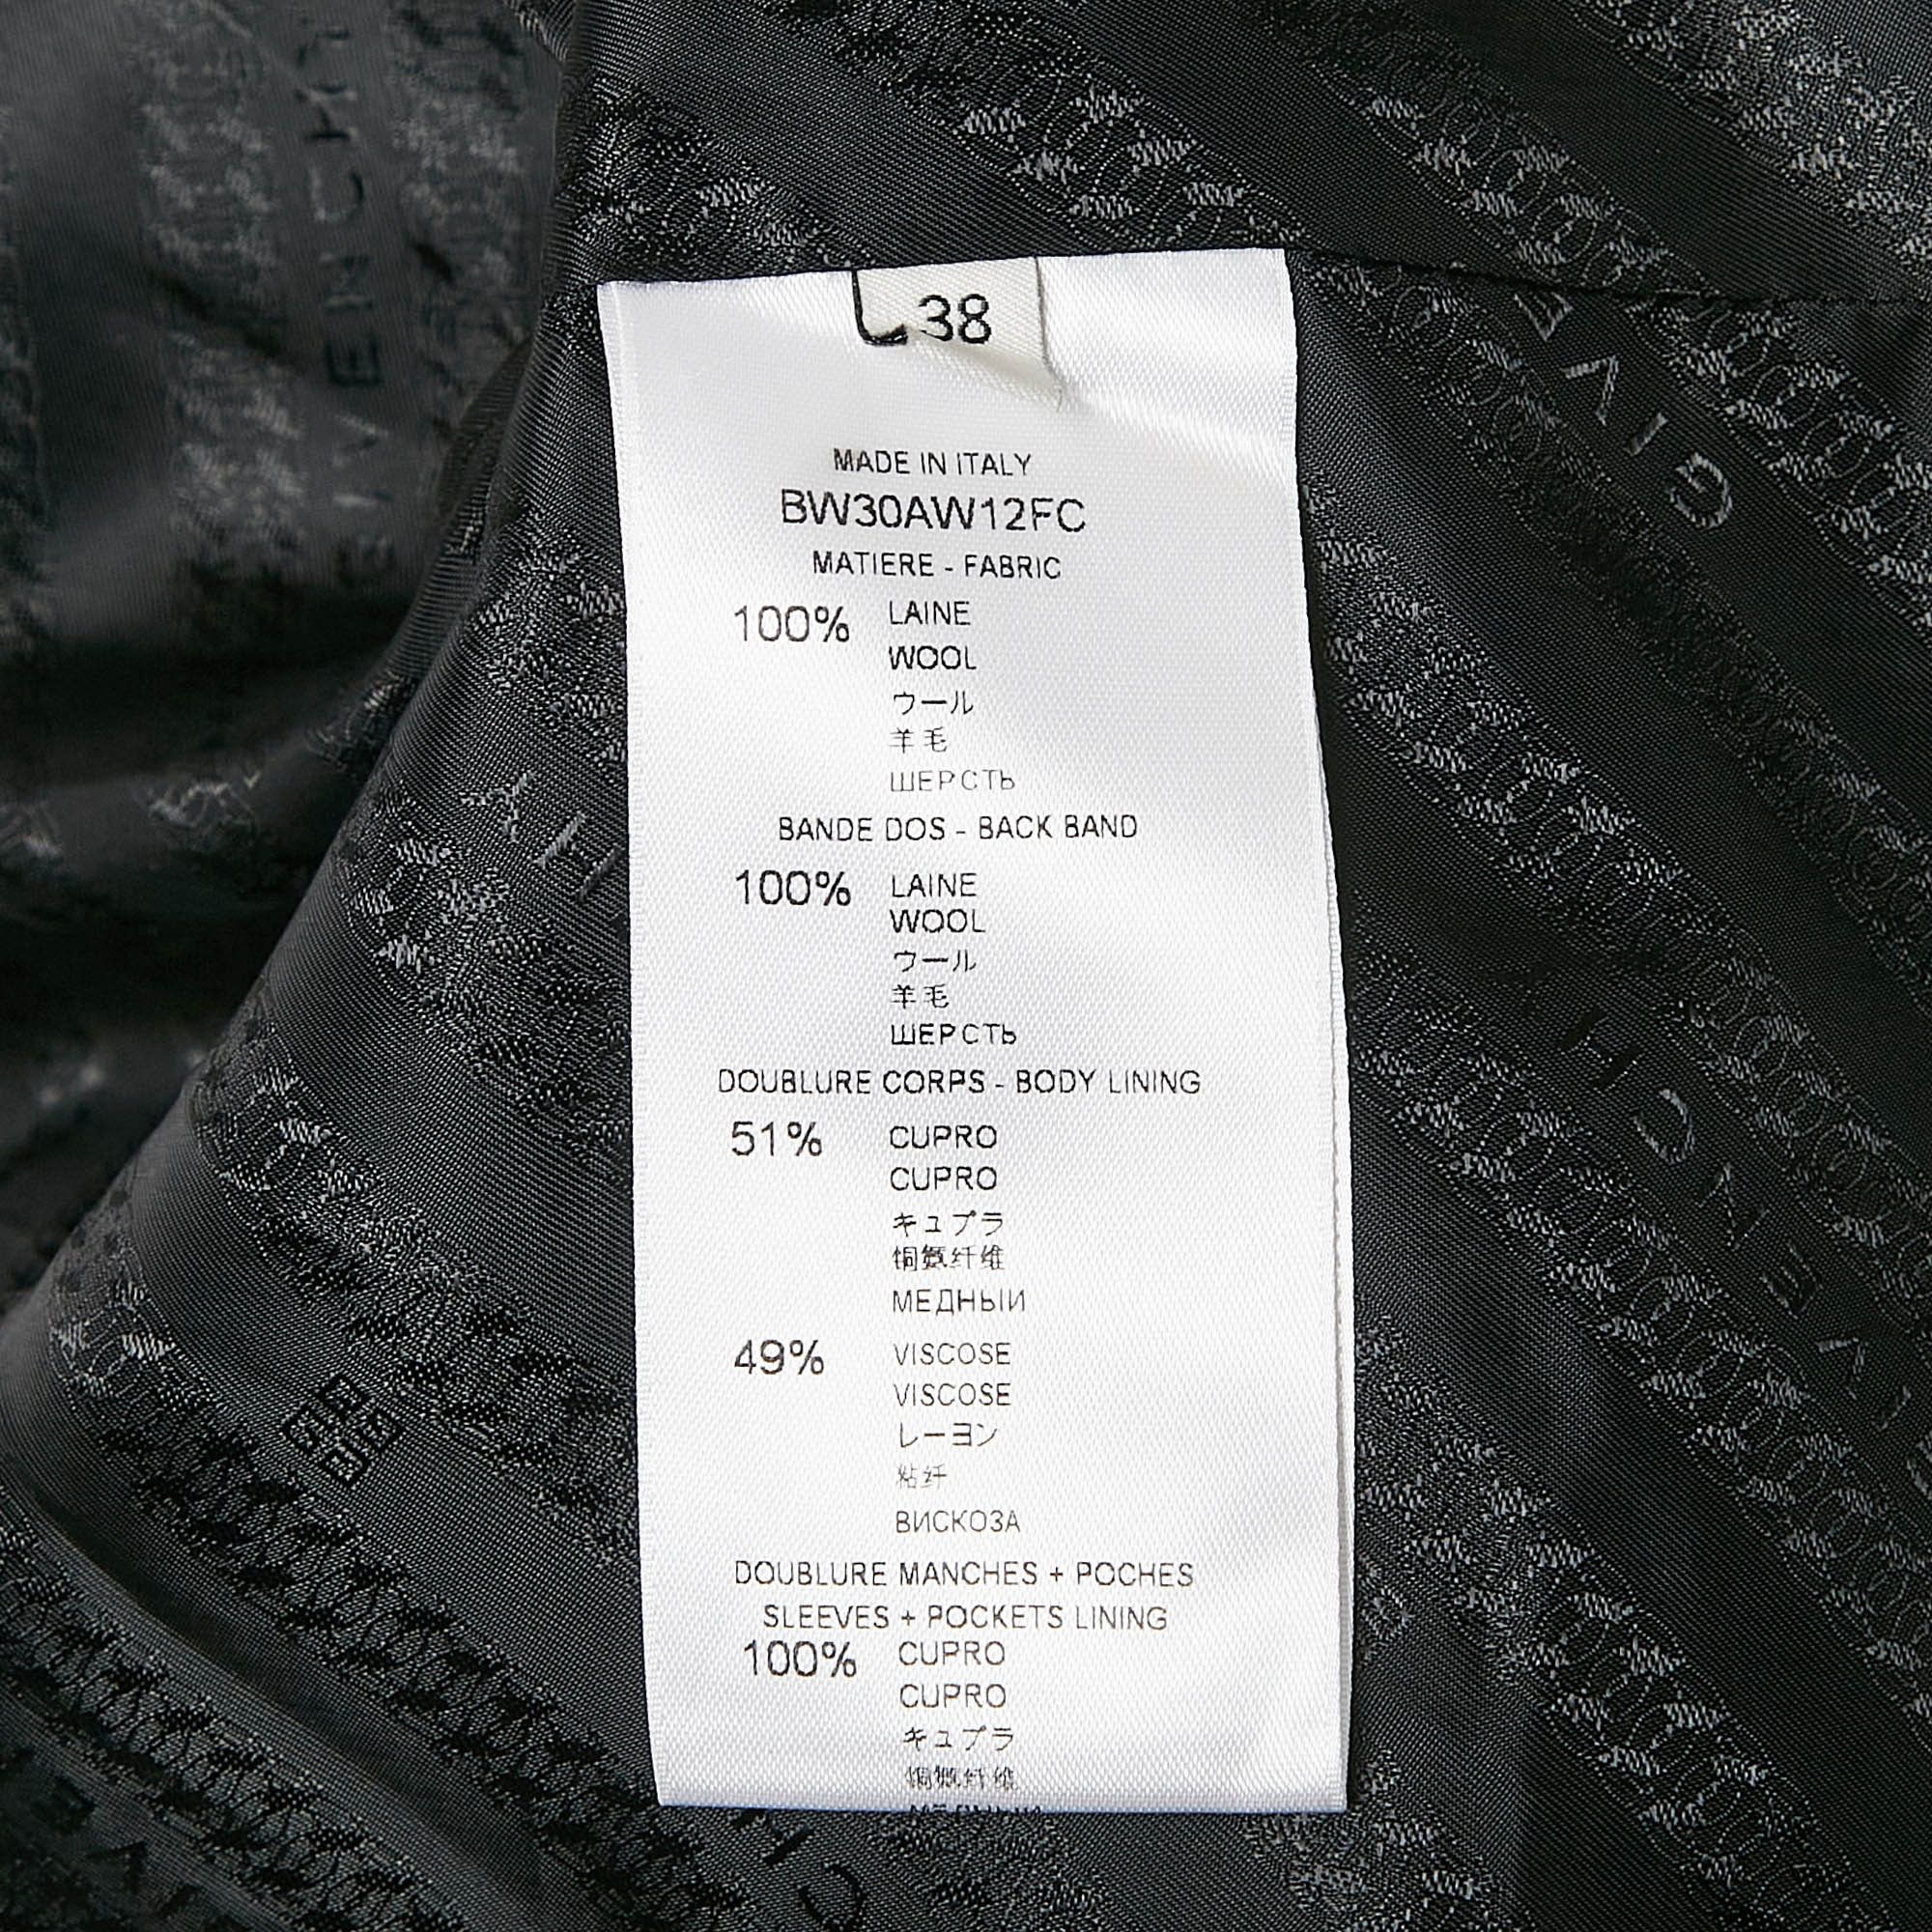 38
MADE IN ITALY
BW30AW12FC
MATIERE - FABRIC
100% LAINE
WOOL
ウール
羊毛
ШЕРСТЬ
BANDE DOS - BACK BAND
100% LAINE
WOOL
ウール
羊毛
ШЕРСТЬ
DOUBLURE CORPS - BODY LINING
51% CUPRO
CUPRO
キュプラ
铜氨纤维
МЕДНЫЙ
49% VISCOSE
VISCOSE
レーヨン
粘纤
ВИСКОЗА
DOUBLURE MANCHES + POCHES
SLEEVES + POCKETS LINING
100% CUPRO
CUPRO
キュプラ
铜氨纤维
GIVENCHY
GIVE